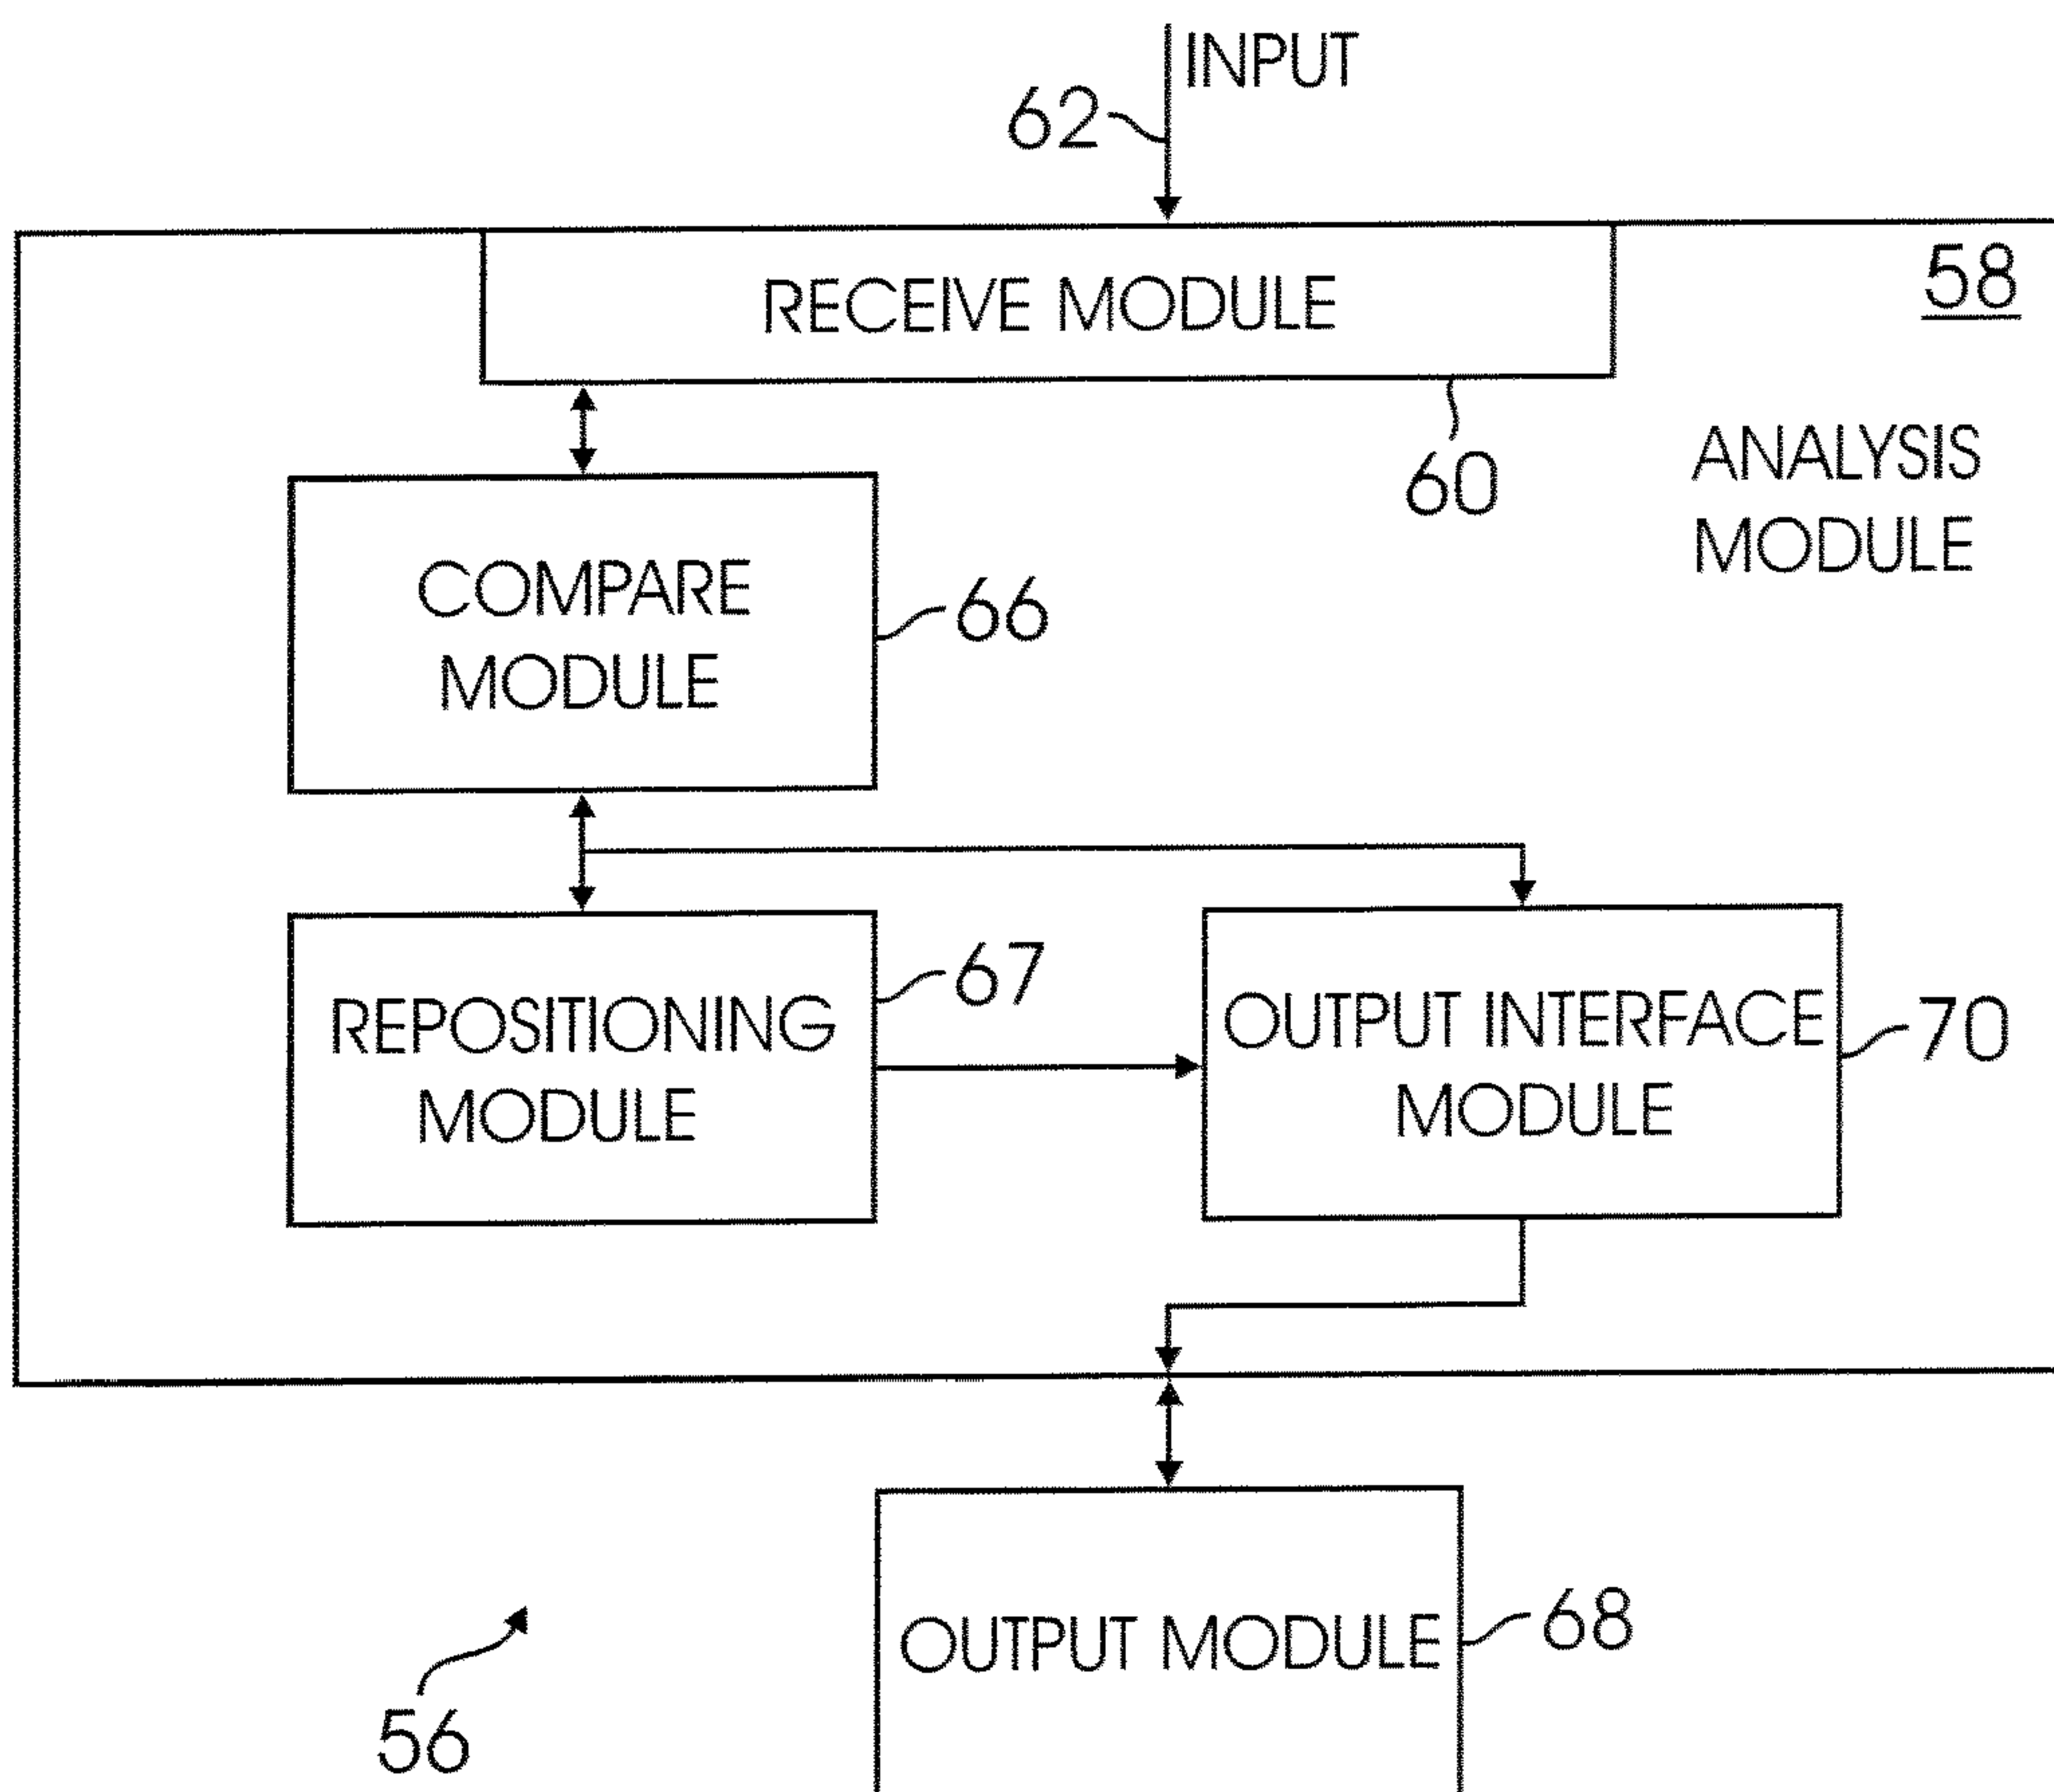 INPUT
62
58
RECEIVE MODULE
60
ANALYSIS
MODULE
COMPARE
MODULE
66
REPOSITIONING
MODULE
67
OUTPUT INTERFACE
MODULE
70
OUTPUT MODULE
68
56